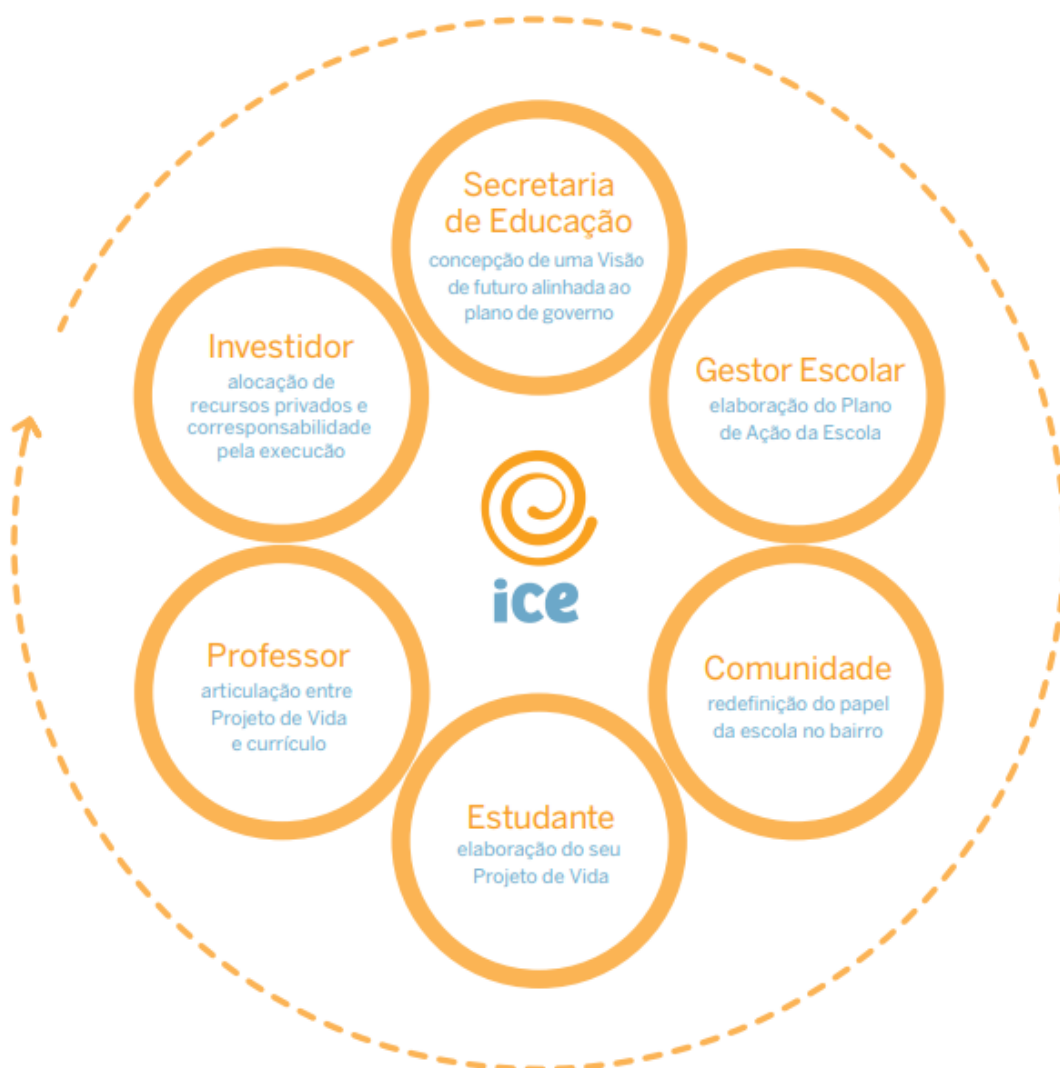 Secretaria
de Educação
concepção de uma Visão
de futuro alinhada ao
plano de governo
Gestor Escolar
elaboração do Plano
de Ação da Escola
Comunidade
redefinição do papel
da escola no bairro
Estudante
elaboração do seu
Projeto de Vida
Professor
articulação entre
Projeto de Vida
e currículo
Investidor
alocação de
recursos privados e
corresponsabilidade
pela execucão
ice